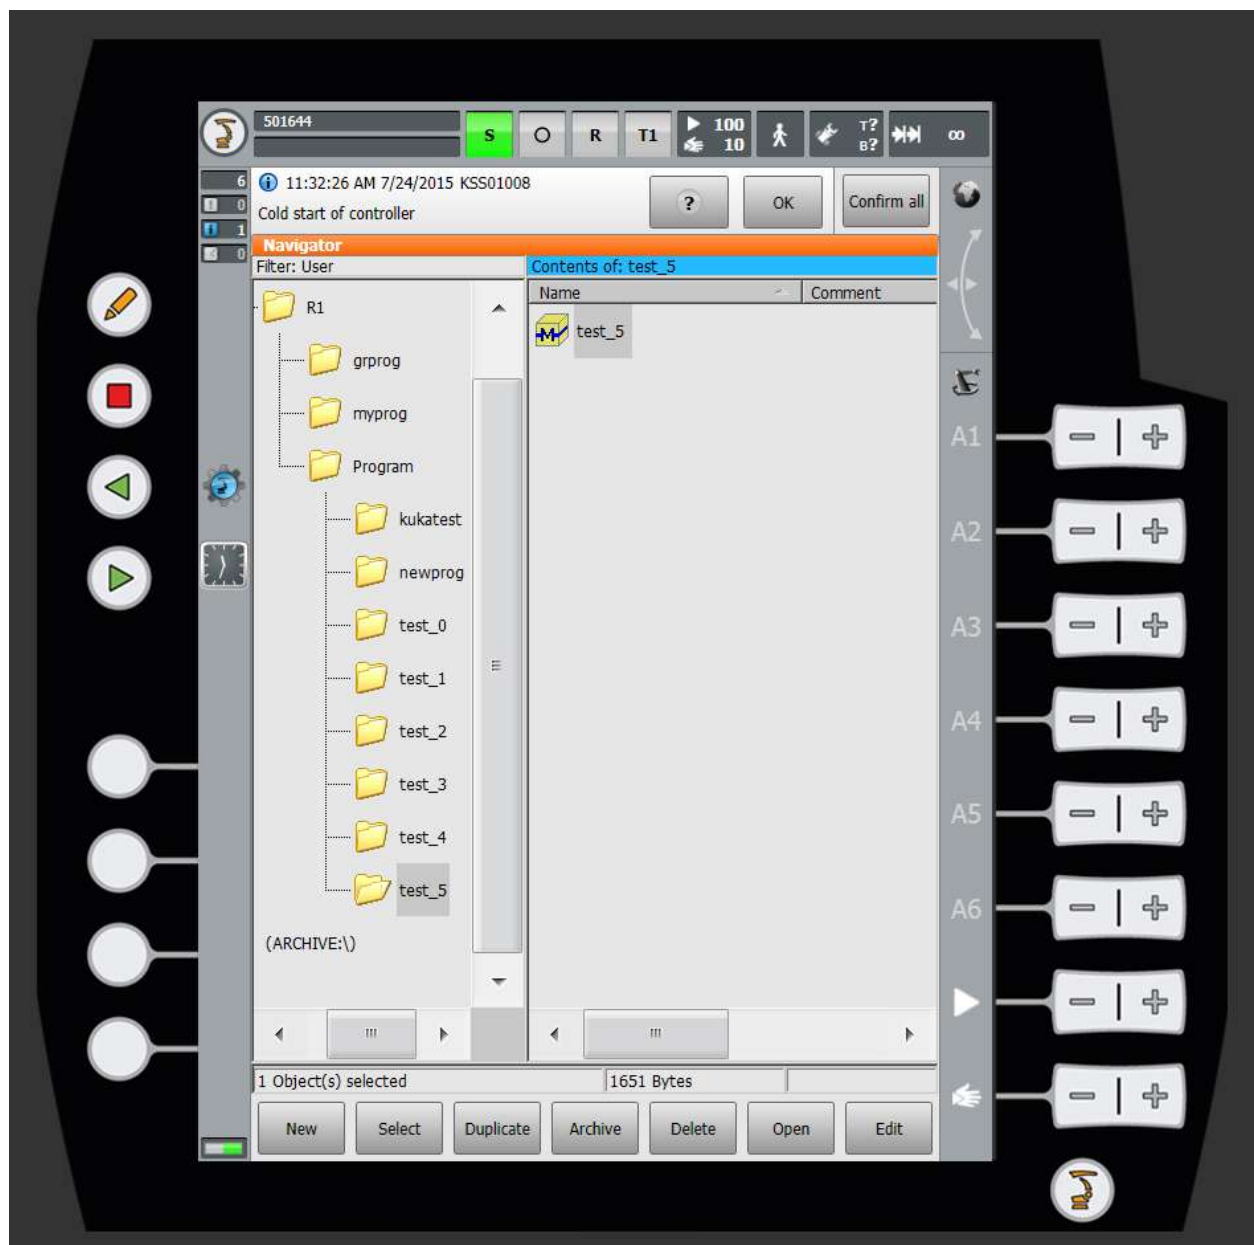 501644
S
R
T1
100
10
T?
B?
∞
6
0
1
0
11:32:26 AM 7/24/2015 KSS01008
Cold start of controller
?
OK
Confirm all
Navigator
Filter: User
Contents of: test_5
Name
Comment
R1
grprog
myprog
Program
kukatest
newprog
test_0
test_1
test_2
test_3
test_4
test_5
(ARCHIVE:\)
M
test_5
A1
A2
A3
A4
A5
A6
1 Object(s) selected
1651 Bytes
New
Select
Duplicate
Archive
Delete
Open
Edit